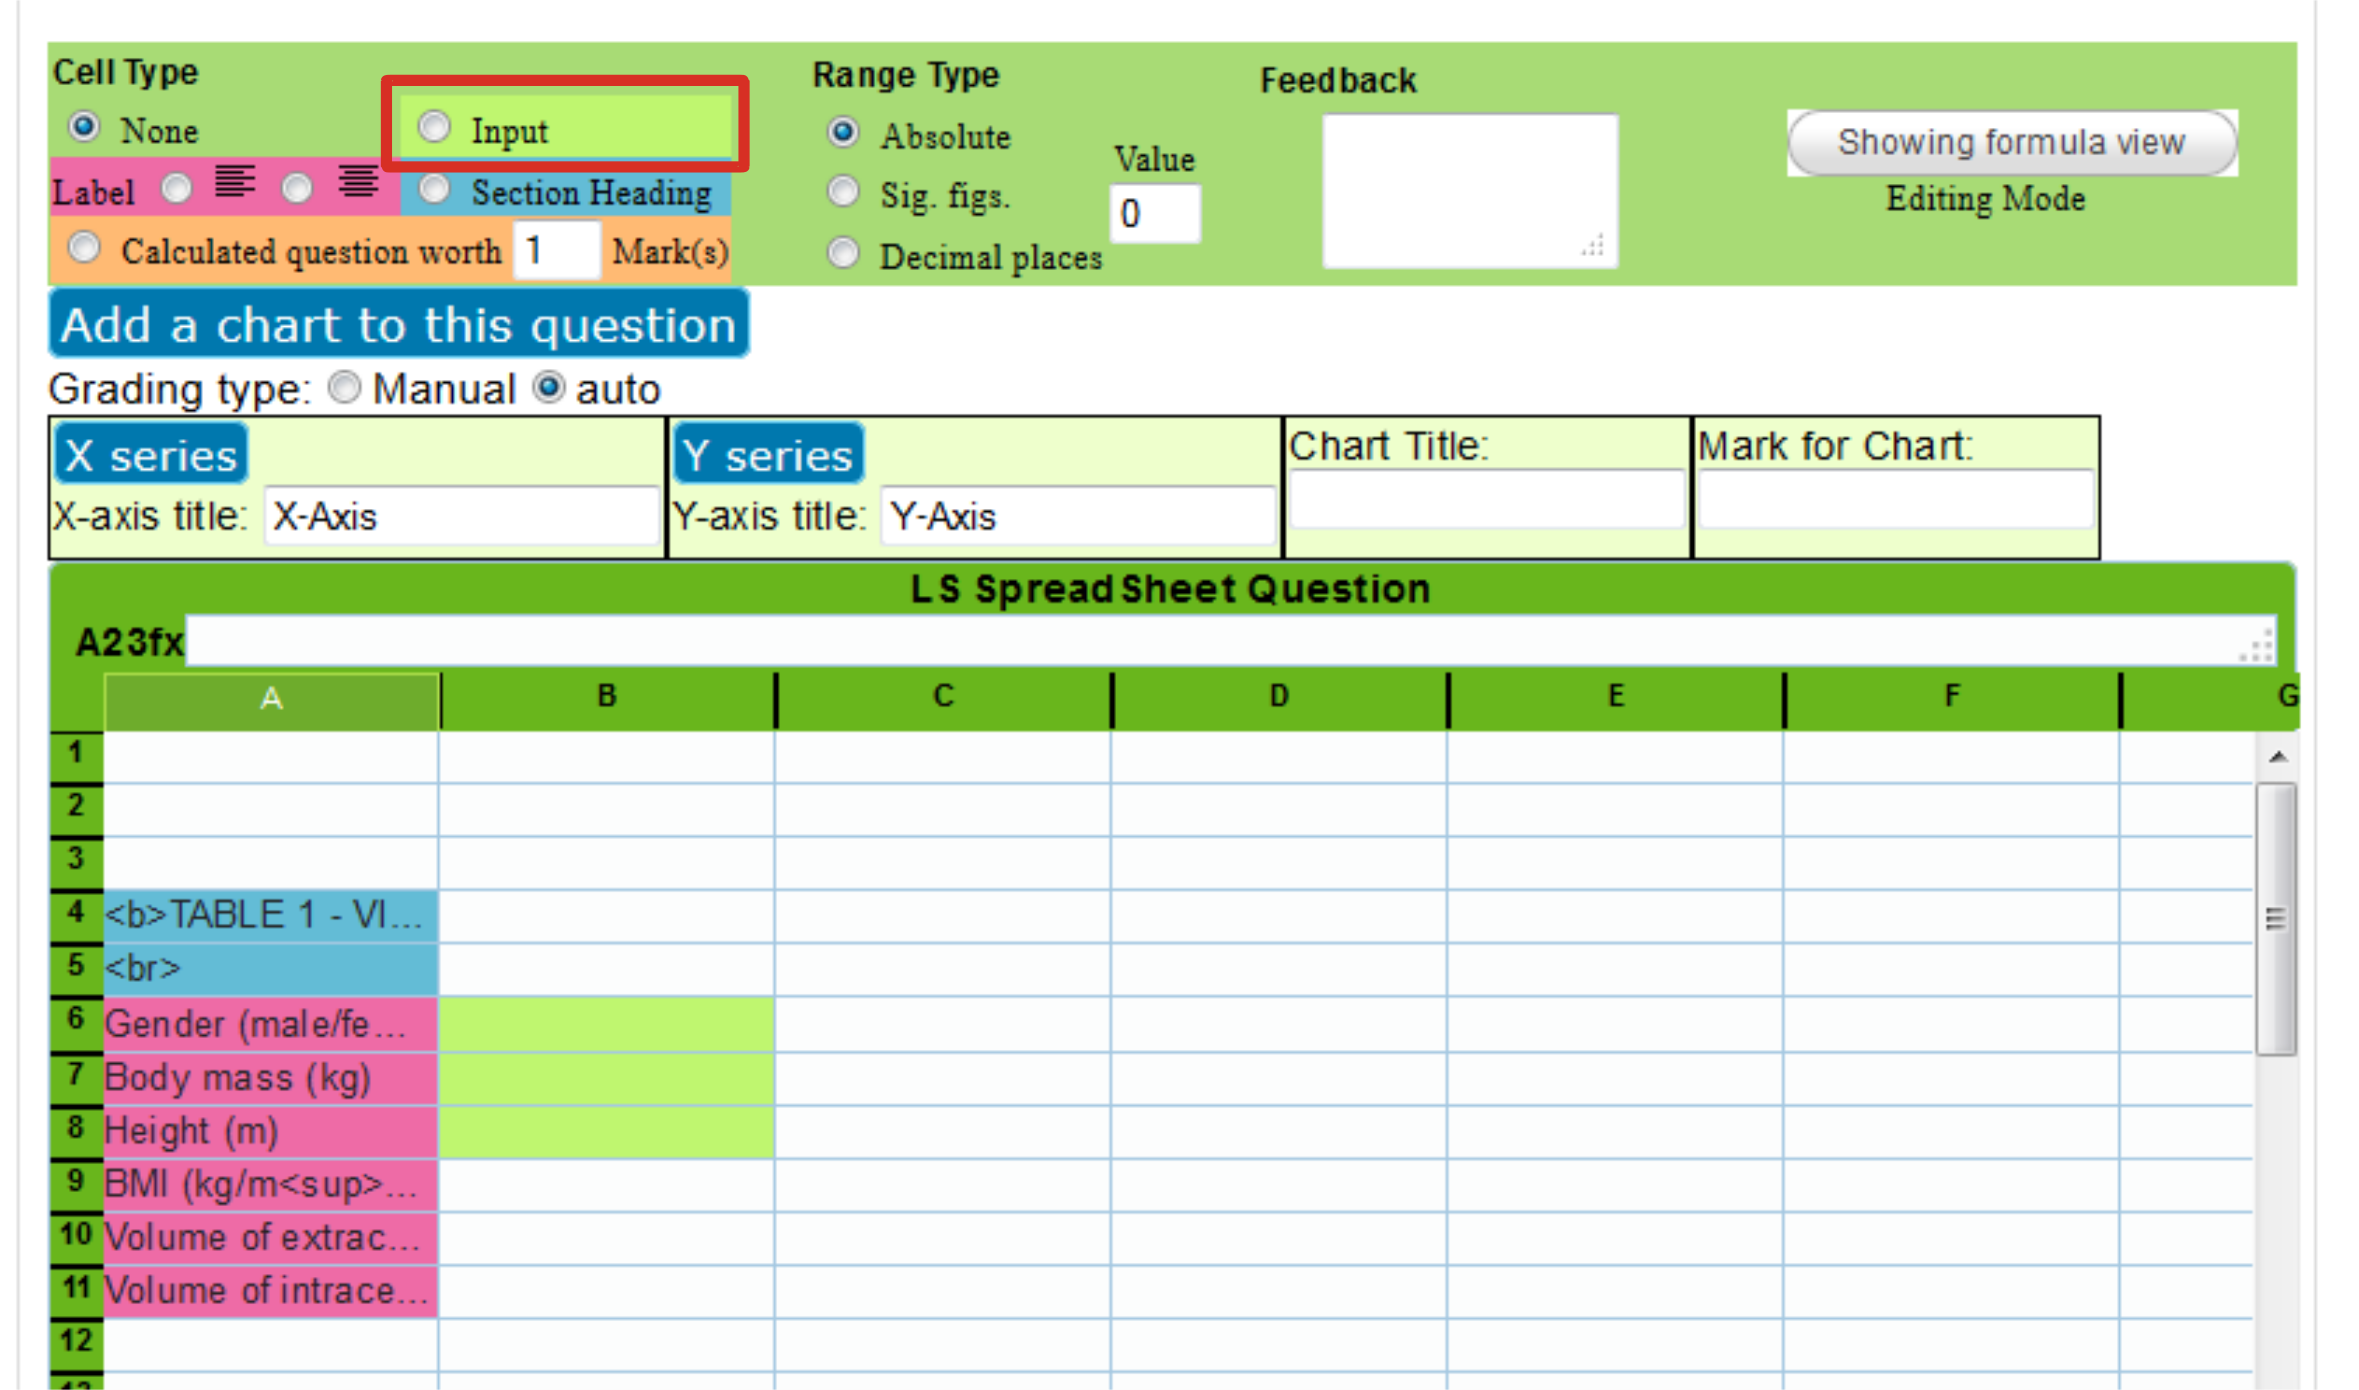 Cell Type
None
Input
Label
Section Heading
Calculated question worth 1 Mark(s)
Range Type
Absolute
Sig. figs.
Decimal places
Value
0
Feedback
Showing formula view
Editing Mode
Add a chart to this question
Grading type: Manual auto
X series
X-axis title: X-Axis
Y series
Y-axis title: Y-Axis
Chart Title:
Mark for Chart:
LS SpreadSheet Question
A23fx
A B C D E F G
1
2
3
4 <b>TABLE 1 - VI...
5 <br>
6 Gender (male/fe...
7 Body mass (kg)
8 Height (m)
9 BMI (kg/m<sup>...
10 Volume of extrac...
11 Volume of intrace...
12